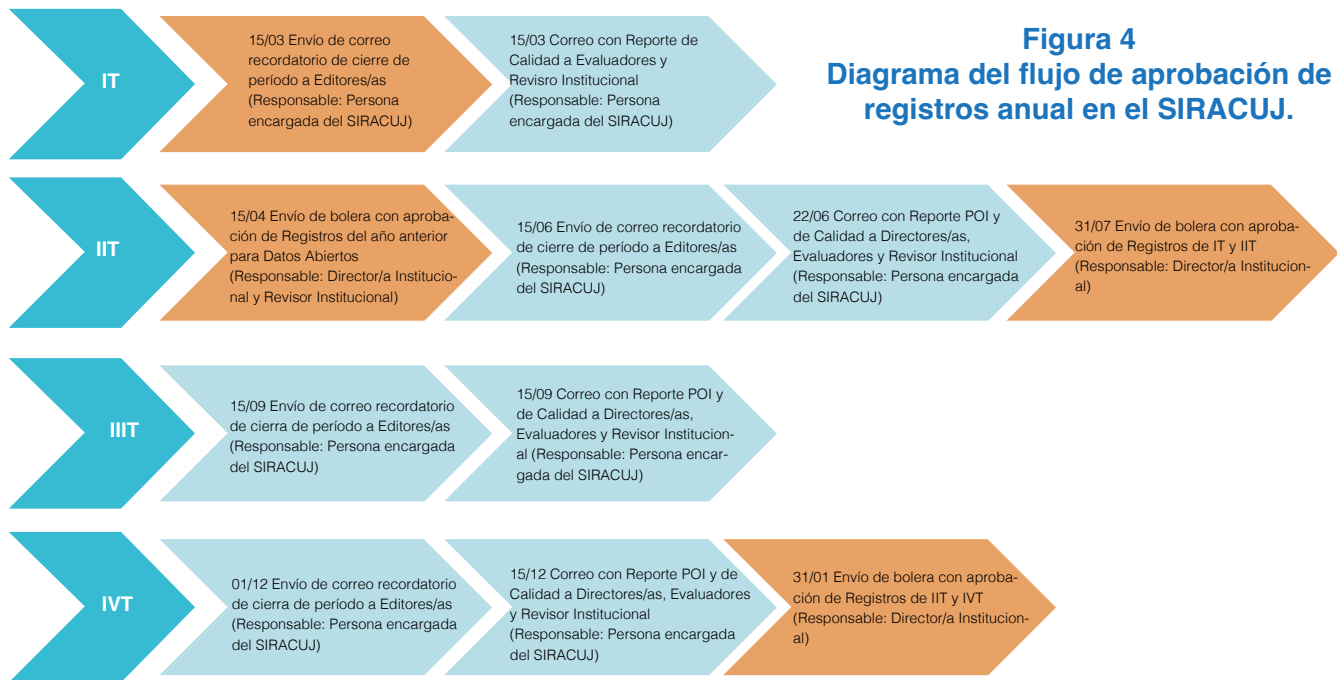 Figura 4
Diagrama del flujo de aprobación de
registros anual en el SIRACUJ.
IT
15/03 Envío de correo
recordatorio de cierre de
período a Editores/as
(Responsable: Persona
encargada del SIRACUJ)
15/03 Correo con Reporte de
Calidad a Evaluadores y
Revisro Institucional
(Responsable: Persona
encargada del SIRACUJ)
IIT
15/04 Envío de bolera con aproba-
ción de Registros del año anterior
para Datos Abiertos
(Responsable: Director/a Institucio-
nal y Revisor Institucional)
15/06 Envío de correo recordatorio
de cierre de período a Editores/as
(Responsable: Persona encargada
del SIRACUJ)
22/06 Correo con Reporte POI y
de Calidad a Directores/as,
Evaluadores y Revisor Institucional
(Responsable: Persona encargada
del SIRACUJ)
31/07 Envío de bolera con aproba-
ción de Registros de IT y IIT
(Responsable: Director/a Institucion-
al)
IIIT
15/09 Envío de correo recordatorio
de cierra de período a Editores/as
(Responsable: Persona encargada
del SIRACUJ)
15/09 Correo con Reporte POI y
de Calidad a Directores/as,
Evaluadores y Revisor Institucion-
al (Responsable: Persona encar-
gada del SIRACUJ)
IVT
01/12 Envío de correo recordatorio
de cierra de período a Editores/as
(Responsable: Persona encargada
del SIRACUJ)
15/12 Correo con Reporte POI y de
Calidad a Directores/as, Evaluadores
y Revisor Institucional
(Responsable: Persona encargada
del SIRACUJ)
31/01 Envío de bolera con aproba-
ción de Registros de IIT y IVT
(Responsable: Director/a Institucion-
al)